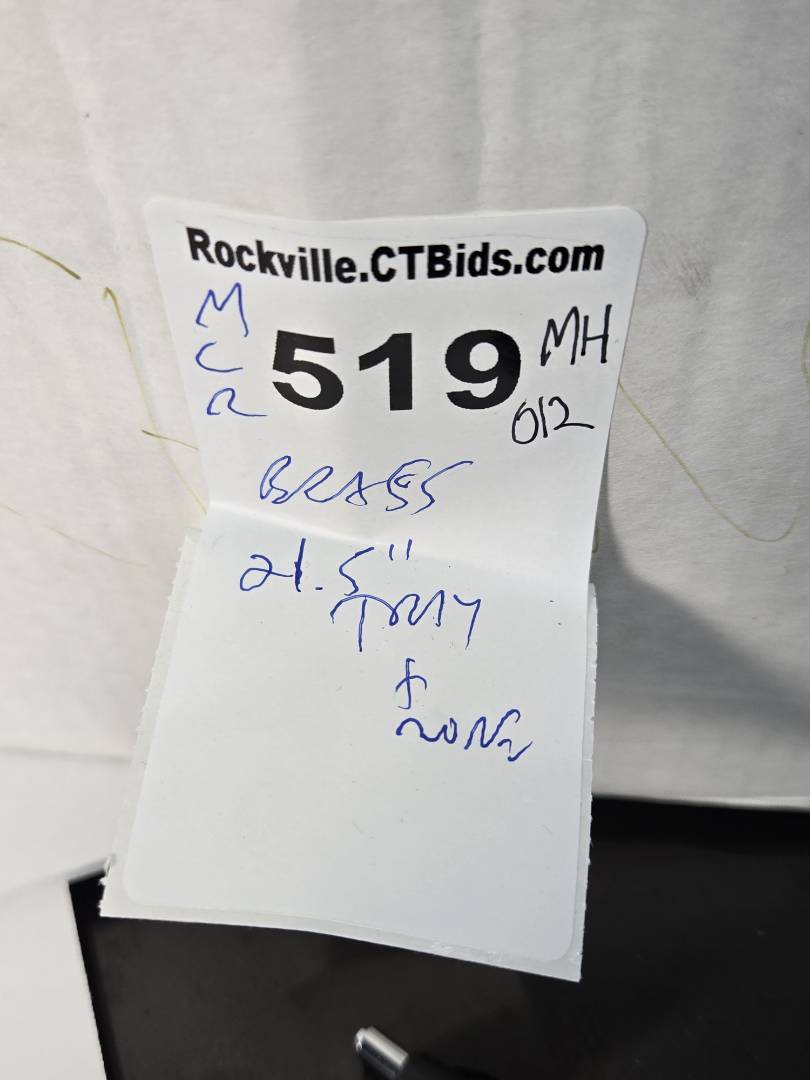 Rockville.CTBids.com
M
C
R
519
MH
012
BRASS
21.5"
TRAY
+